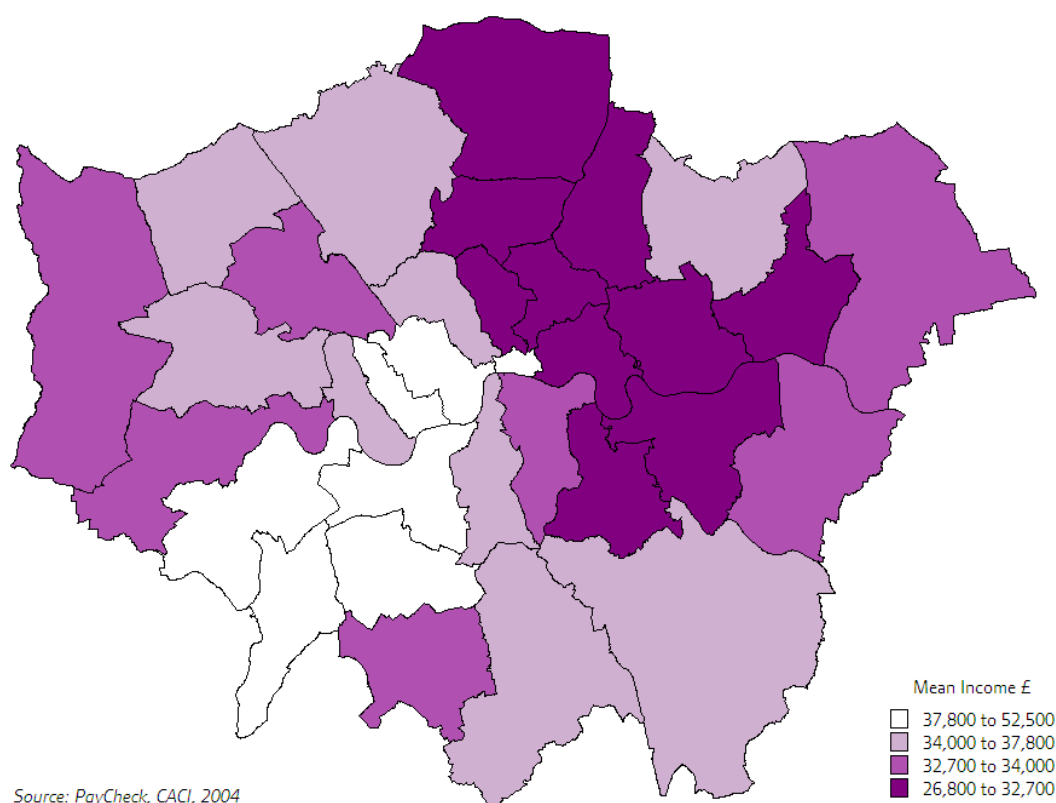 Mean Income £
37,800 to 52,500
34,000 to 37,800
32,700 to 34,000
26,800 to 32,700
Source: PayCheck, CACI, 2004